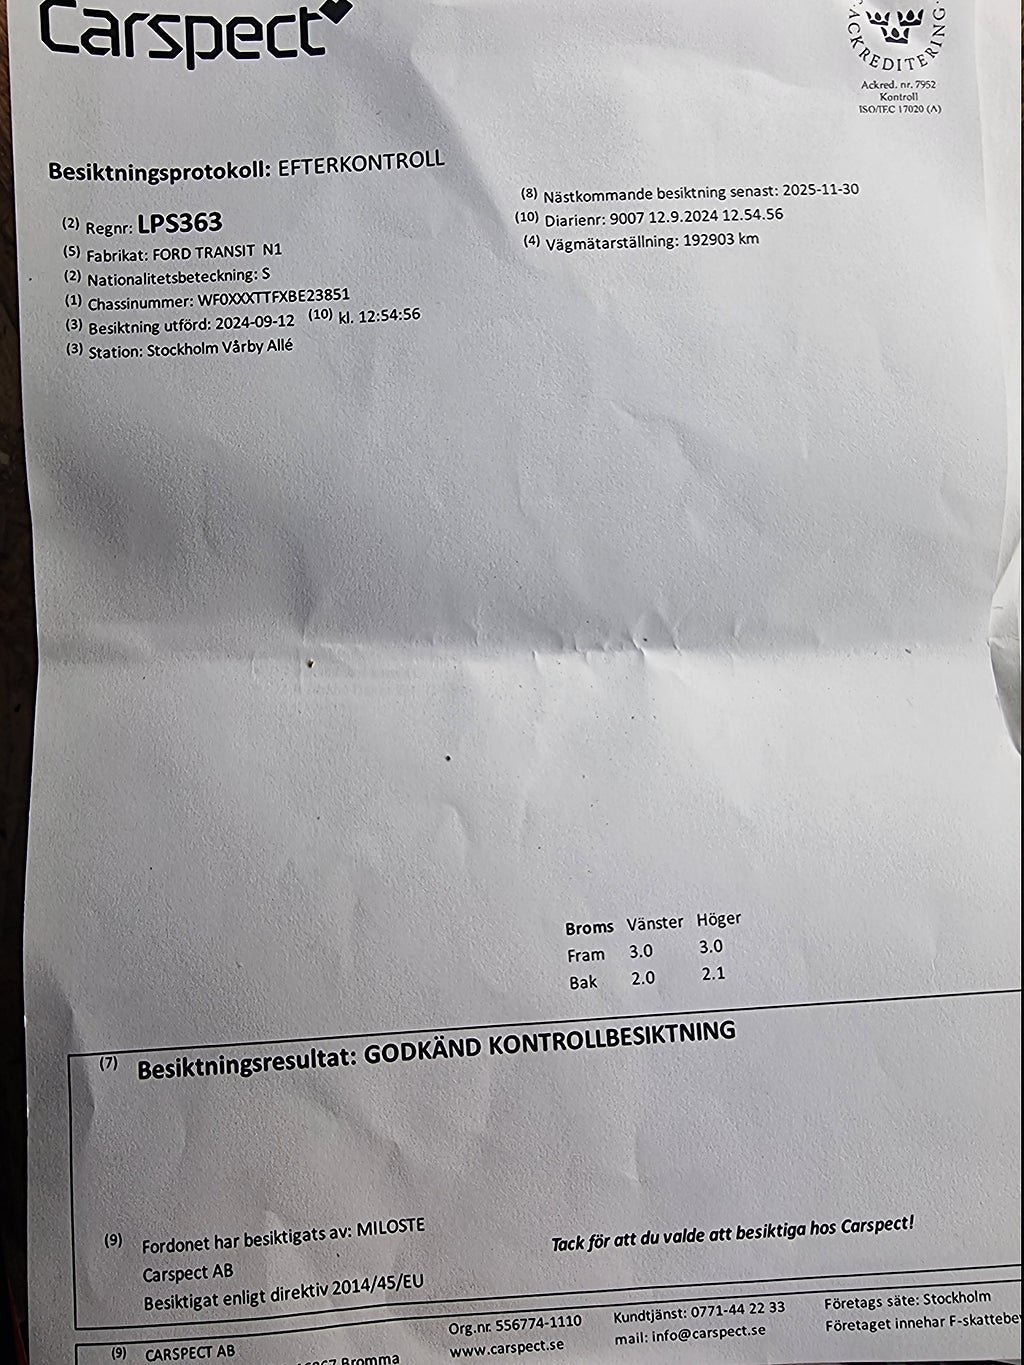 Carspect
ACKREDITERING
Ackred. nr. 7952
Kontroll
ISO/IEC 17020 (A)
Besiktningsprotokoll: EFTERKONTROLL
(2) Regnr: LPS363
(5) Fabrikat: FORD TRANSIT N1
(2) Nationalitetsbeteckning: S
(1) Chassinummer: WF0XXXTTFXBE23851
(3) Besiktning utförd: 2024-09-12 (10) kl. 12:54:56
(3) Station: Stockholm Vårby Allé
(8) Nästkommande besiktning senast: 2025-11-30
(10) Diarienr: 9007 12.9.2024 12.54.56
(4) Vägmätarställning: 192903 km
Broms Vänster Höger
Fram 3.0 3.0
Bak 2.0 2.1
(7) Besiktningsresultat: GODKÄND KONTROLLBESIKTNING
(9) Fordonet har besiktigats av: MILOSTE
Carspect AB
Besiktigat enligt direktiv 2014/45/EU
Tack för att du valde att besiktiga hos Carspect!
(9) CARSPECT AB
Bromma
Org.nr. 556774-1110
www.carspect.se
Kundtjänst: 0771-44 22 33
mail: info@carspect.se
Företags säte: Stockholm
Företaget innehar F-skattebe